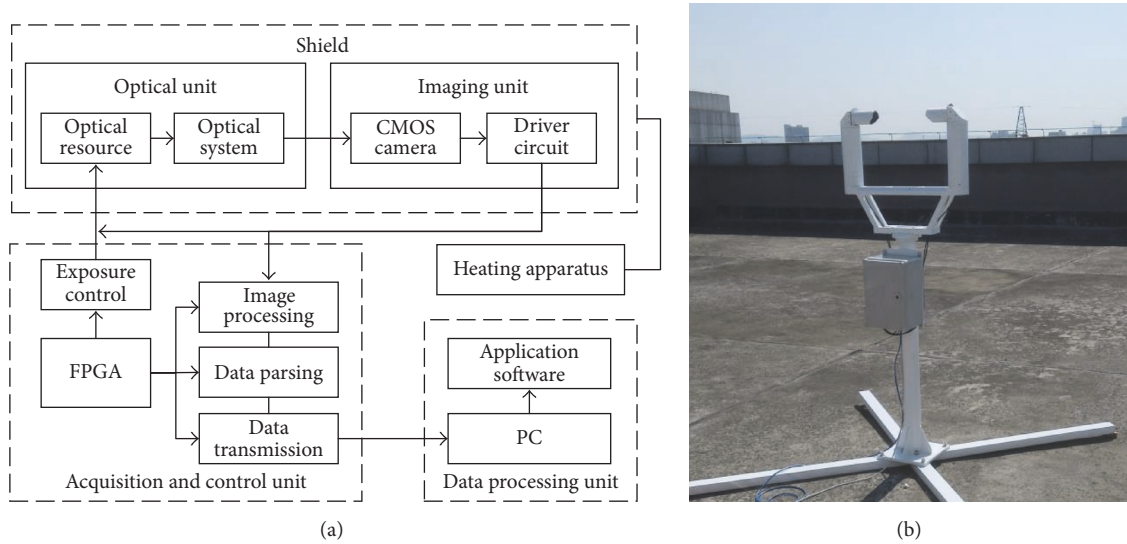 Shield
Optical unit
Imaging unit
Optical
resource
Optical
system
CMOS
camera
Driver
circuit
Exposure
control
Image
processing
Heating apparatus
FPGA
Data parsing
Data
transmission
Application
software
PC
Acquisition and control unit
Data processing unit
(a)
(b)